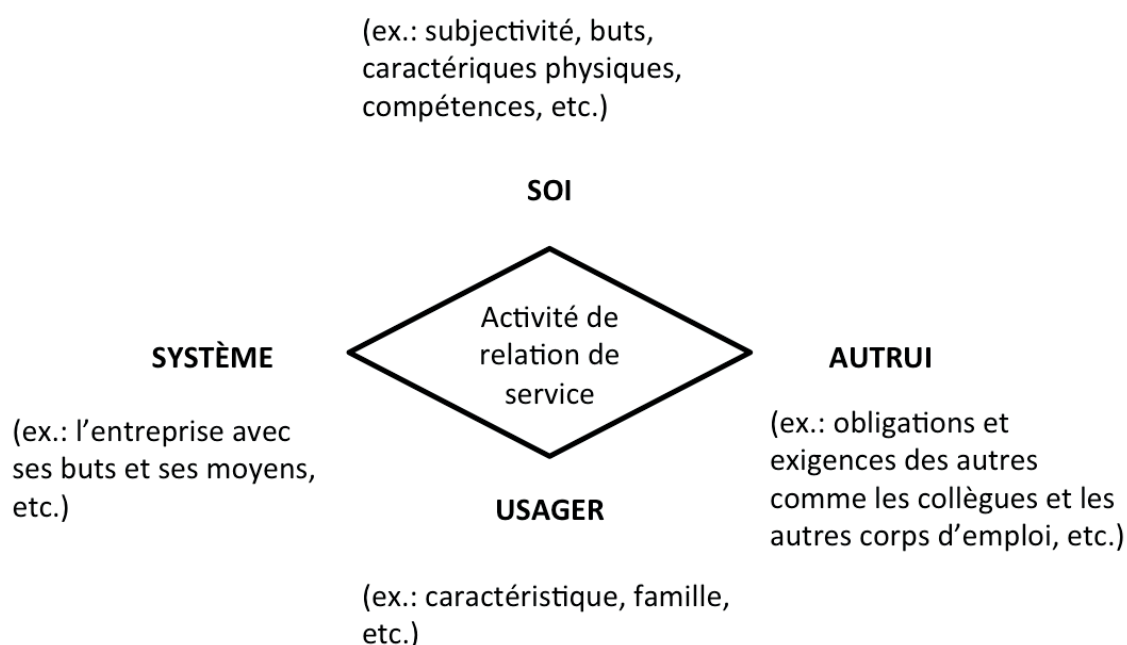 (ex.: subjectivité, buts,
caractériques physiques,
compétences, etc.)
SOI
Activité de
relation de
service
SYSTÈME
(ex.: l'entreprise avec
ses buts et ses moyens,
etc.)
AUTRUI
(ex.: obligations et
exigences des autres
comme les collègues et les
autres corps d'emploi, etc.)
USAGER
(ex.: caractéristique, famille,
etc.)